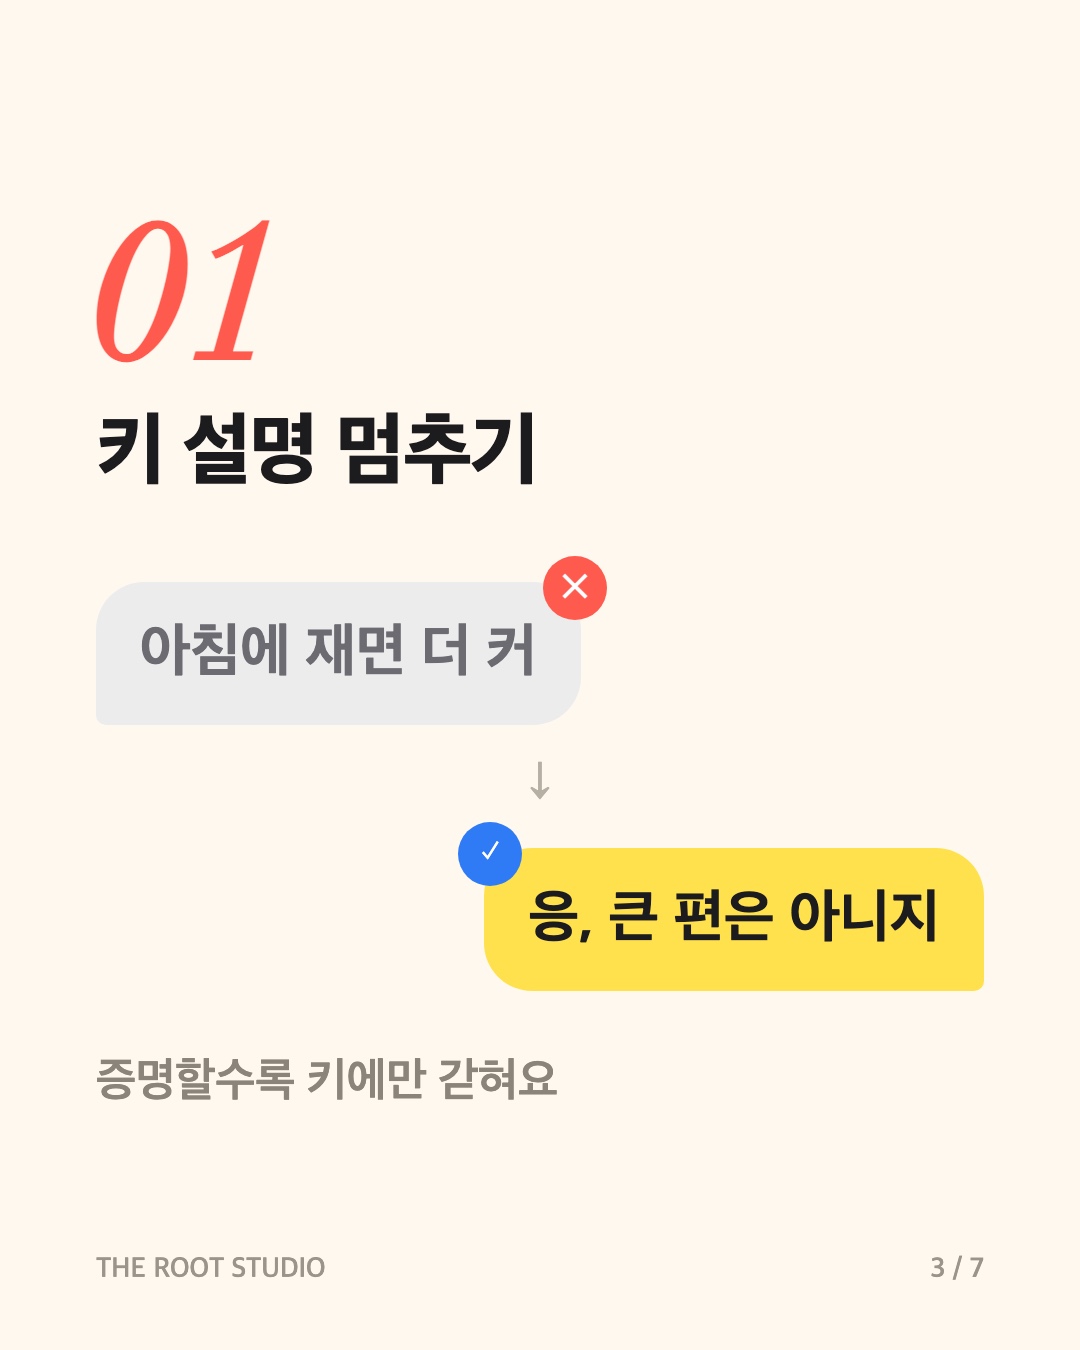 01
키 설명 멈추기
아침에 재면 더 커
응, 큰 편은 아니지
증명할수록 키에만 갇혀요
THE ROOT STUDIO
3 / 7